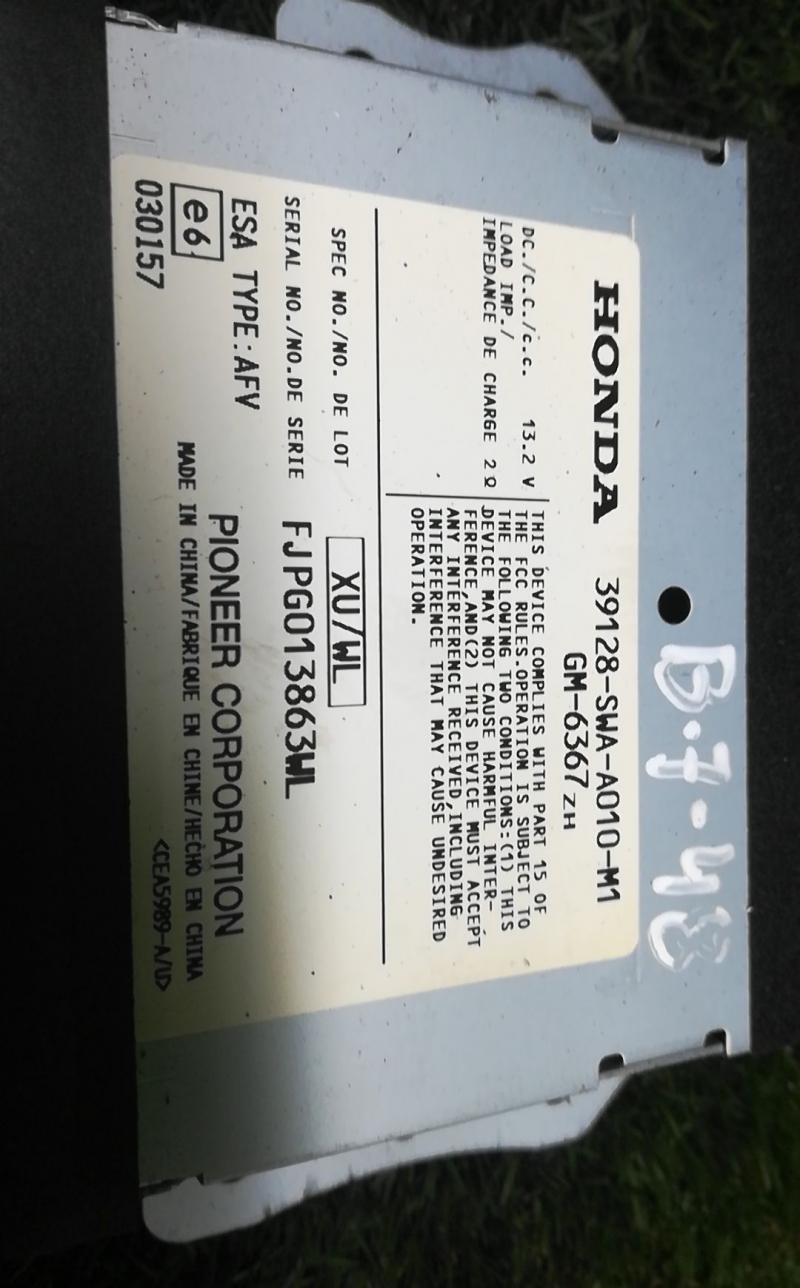 B-7-48
HONDA 39128-SWA-A010-M1
GM-6367 ZH
DC./C.C./c.c. 13.2 V
LOAD IMP./
IMPEDANCE DE CHARGE 2 Ω
THIS DEVICE COMPLIES WITH PART 15 OF
THE FCC RULES.OPERATION IS SUBJECT TO
THE FOLLOWING TWO CONDITIONS:(1) THIS
DEVICE MAY NOT CAUSE HARMFUL INTER-
FERENCE,AND(2) THIS DEVICE MUST ACCEPT
ANY INTERFERENCE RECEIVED,INCLUDING
INTERFERENCE THAT MAY CAUSE UNDESIRED
OPERATION.
SPEC NO./NO. DE LOT XU/WL
SERIAL NO./NO.DE SERIE FJPG013863WL
ESA TYPE:AFV
PIONEER CORPORATION
e6
MADE IN CHINA/FABRIQUE EN CHINE/HECHO EN CHINA
030157
<CEA5989-A/U>